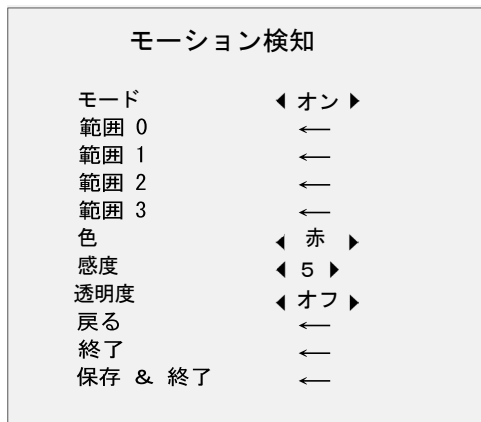 モーション検知
モード ◀ オン ▶
範囲 0 ←
範囲 1 ←
範囲 2 ←
範囲 3 ←
色 ◀ 赤 ▶
感度 ◀ 5 ▶
透明度 ◀ オフ ▶
戻る ←
終了 ←
保存 & 終了 ←